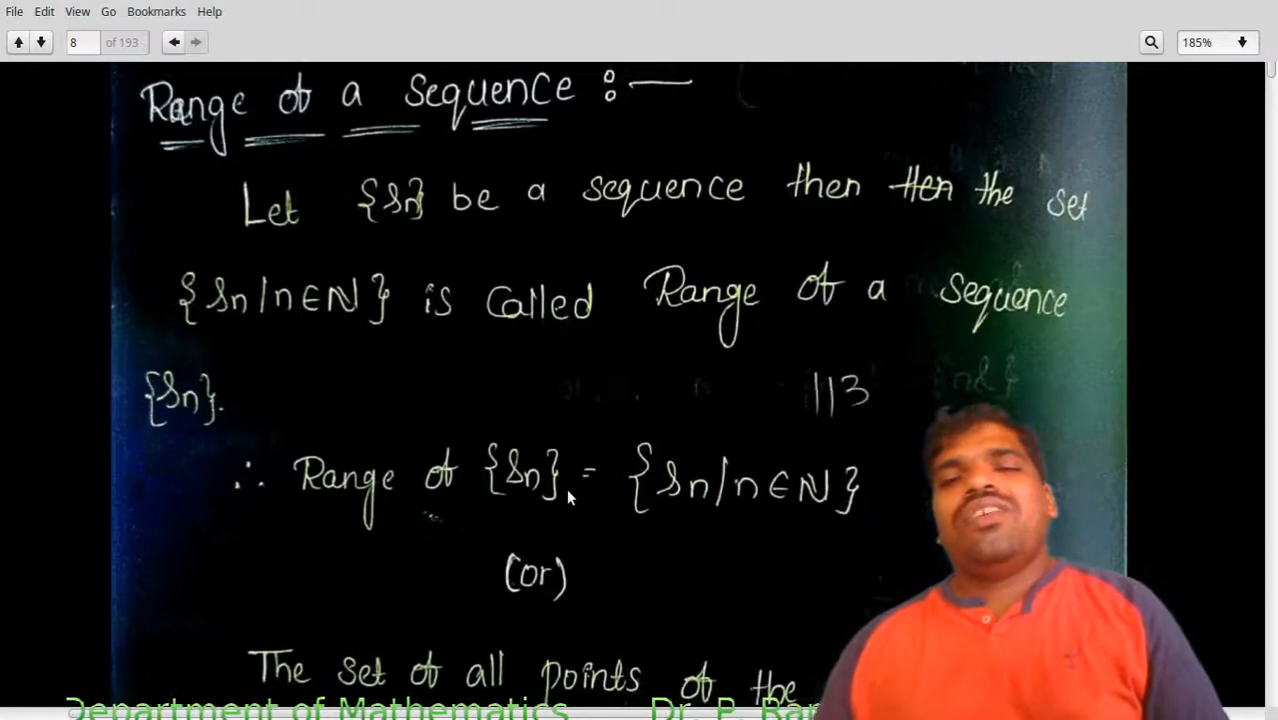 File Edit View Go Bookmarks Help
8 of 193 185%
Range of a sequence :—
Let {Sn} be a sequence then then the set
{Sn/n∈N} is called Range of a sequence
{Sn}.
113
∴ Range of {Sn} = {Sn/n∈N}
(or)
The set of all points of the
Department of Mathematics Dr. P.